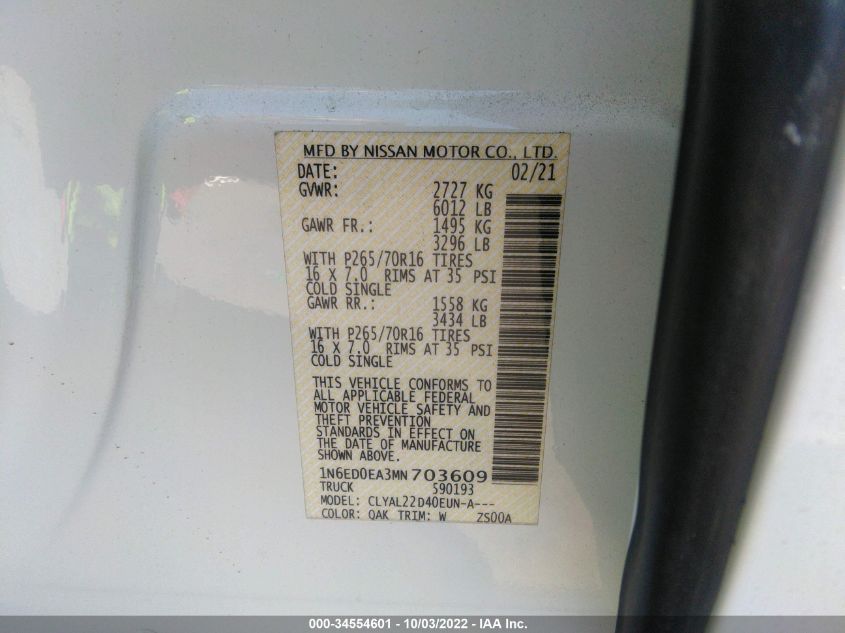 MFD BY NISSAN MOTOR CO., LTD.
DATE: 02/21
GVWR: 2727 KG
6012 LB
GAWR FR.: 1495 KG
3296 LB
WITH P265/70R16 TIRES
16 X 7.0 RIMS AT 35 PSI
COLD SINGLE
GAWR RR.: 1558 KG
3434 LB
WITH P265/70R16 TIRES
16 X 7.0 RIMS AT 35 PSI
COLD SINGLE
THIS VEHICLE CONFORMS TO
ALL APPLICABLE FEDERAL
MOTOR VEHICLE SAFETY AND
THEFT PREVENTION
STANDARDS IN EFFECT ON
THE DATE OF MANUFACTURE
SHOWN ABOVE.
1N6ED0EA3MN703609
TRUCK 590193
MODEL: CLYAL22D40EUN-A---
COLOR: QAK TRIM: W ZS00A
000-34554601 - 10/03/2022 - IAA Inc.